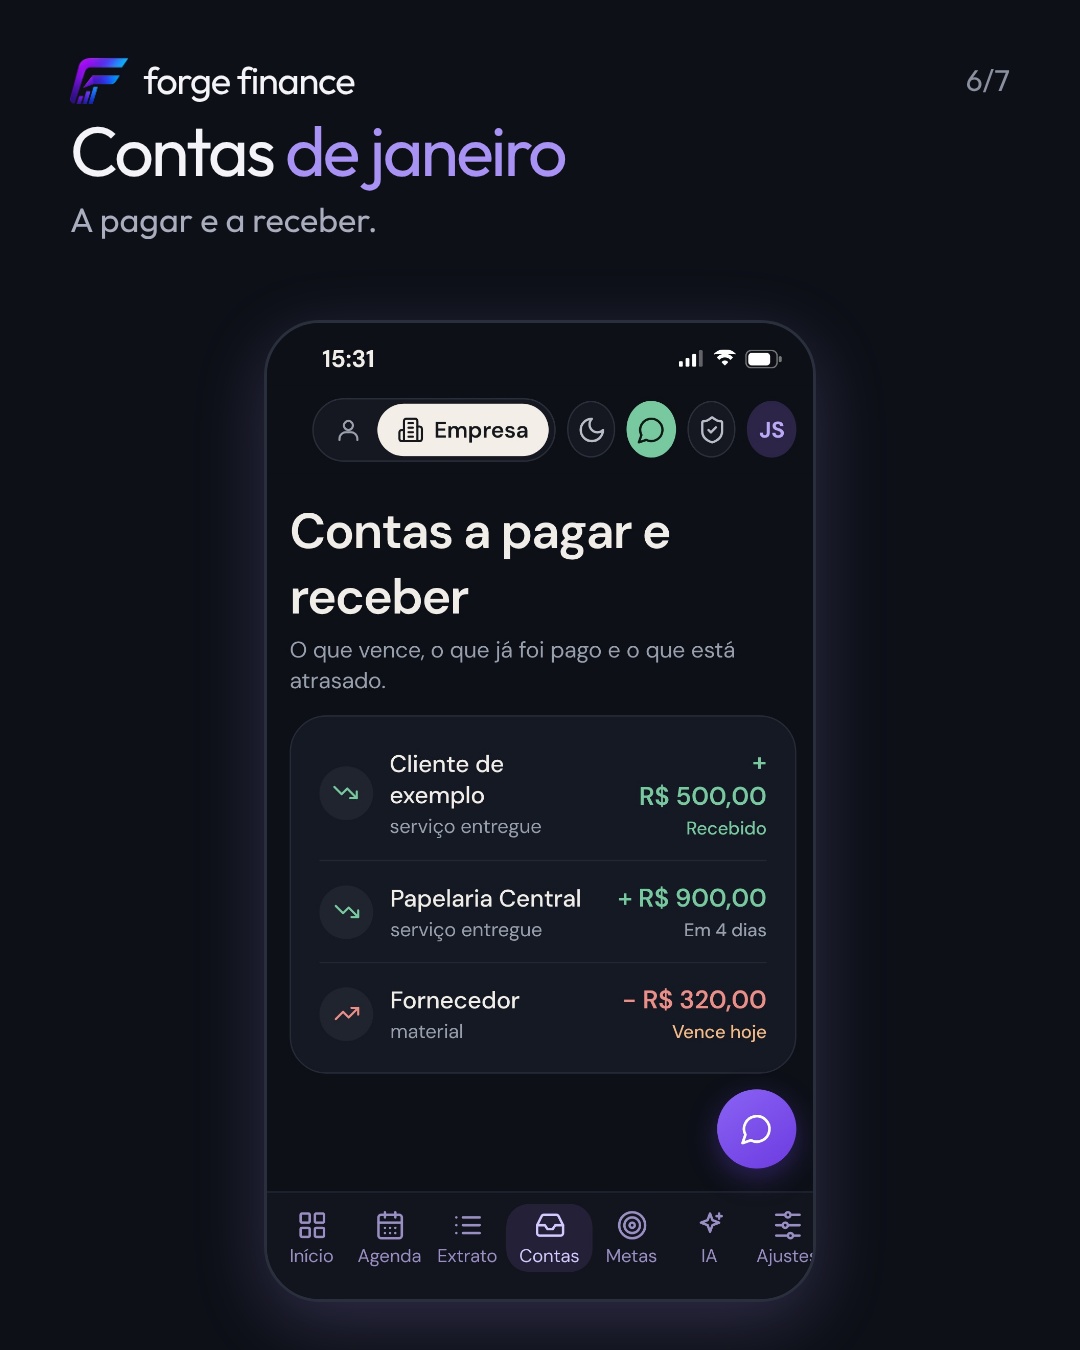 forge finance
6/7
Contas de janeiro
A pagar e a receber.
15:31
Empresa
JS
Contas a pagar e
receber
O que vence, o que já foi pago e o que está
atrasado.
Cliente de
exemplo
serviço entregue
+
R$ 500,00
Recebido
Papelaria Central
serviço entregue
+ R$ 900,00
Em 4 dias
Fornecedor
material
− R$ 320,00
Vence hoje
Início
Agenda
Extrato
Contas
Metas
IA
Ajustes